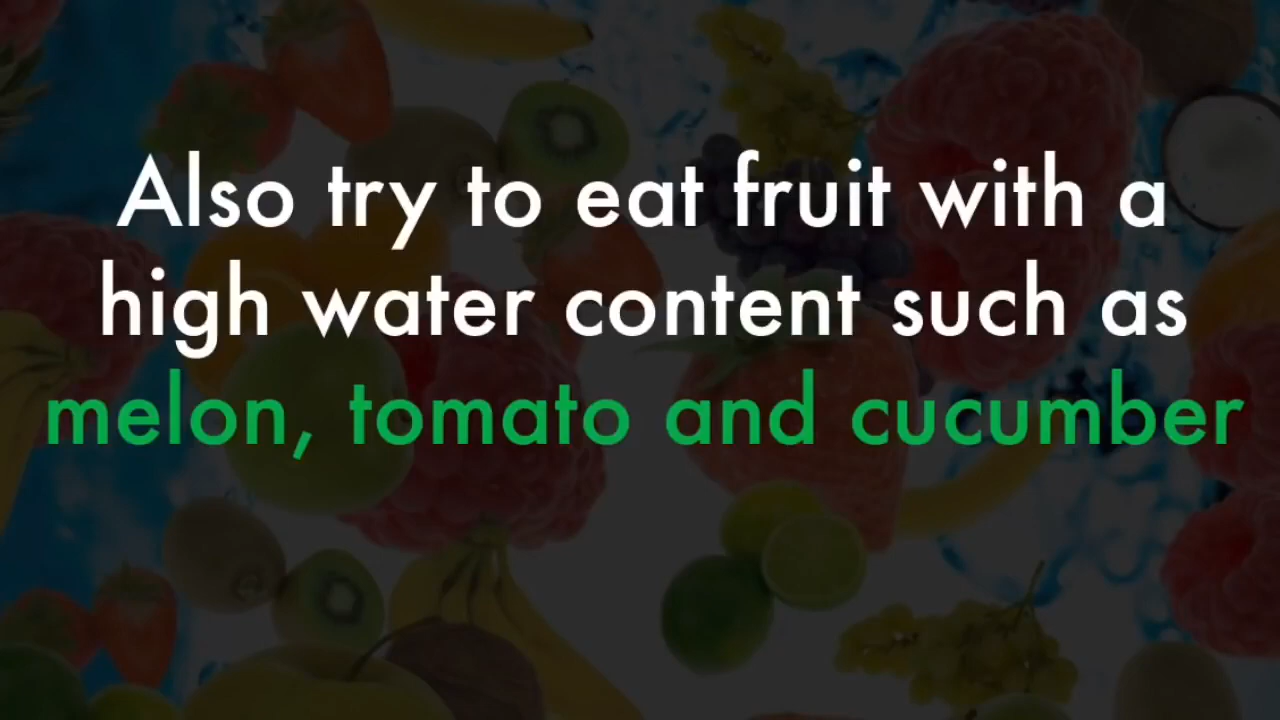 Also try to eat fruit with a
high water content such as
melon, tomato and cucumber